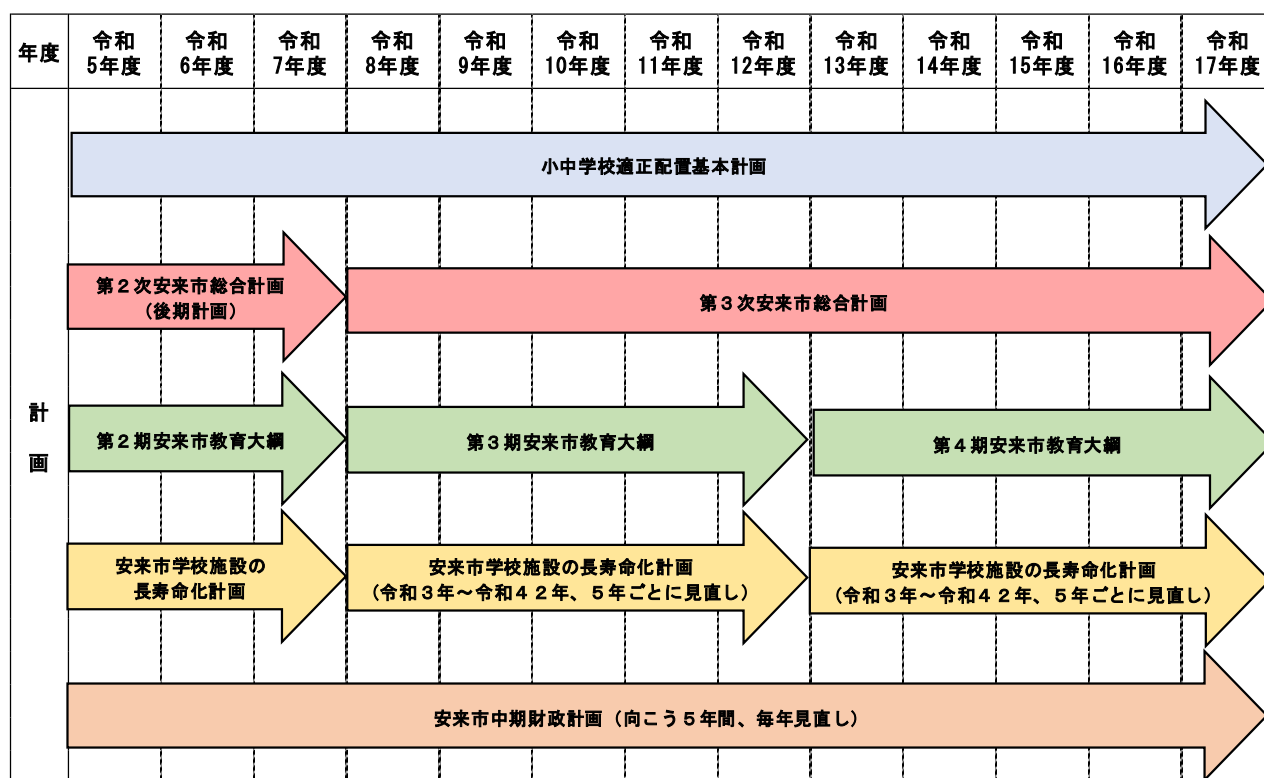 年度
令和
5年度
令和
6年度
令和
7年度
令和
8年度
令和
9年度
令和
10年度
令和
11年度
令和
12年度
令和
13年度
令和
14年度
令和
15年度
令和
16年度
令和
17年度
計
画
小中学校適正配置基本計画
第２次安来市総合計画
（後期計画）
第３次安来市総合計画
第２期安来市教育大綱
第３期安来市教育大綱
第４期安来市教育大綱
安来市学校施設の
長寿命化計画
安来市学校施設の長寿命化計画
（令和３年～令和４２年、５年ごとに見直し）
安来市学校施設の長寿命化計画
（令和３年～令和４２年、５年ごとに見直し）
安来市中期財政計画（向こう５年間、毎年見直し）